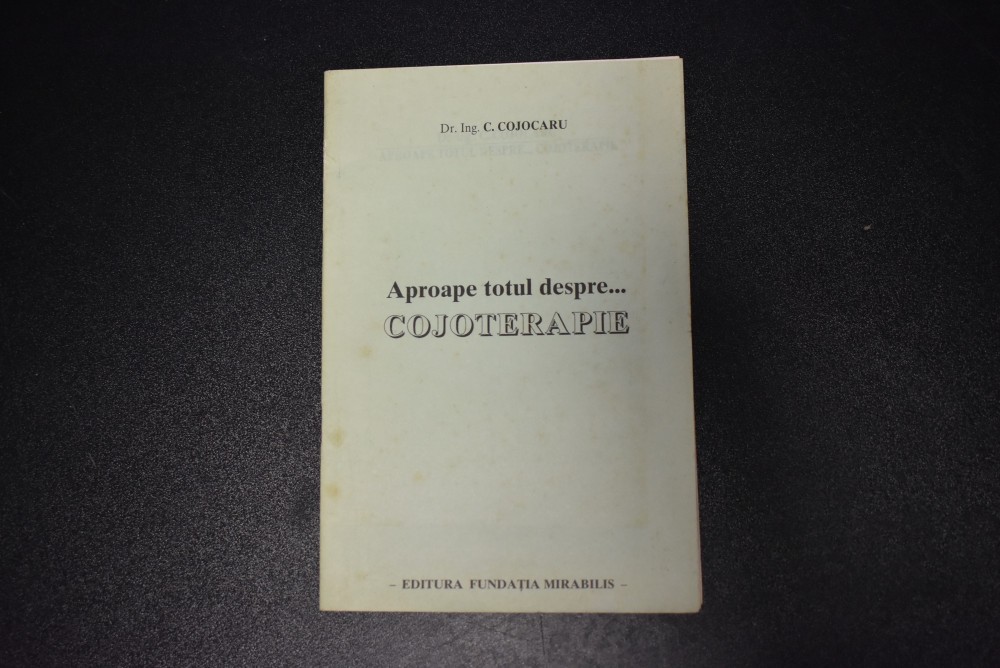 Dr. Ing. C. COJOCARU
Aproape totul despre...
COJOTERAPIE
– EDITURA FUNDAȚIA MIRABILIS –